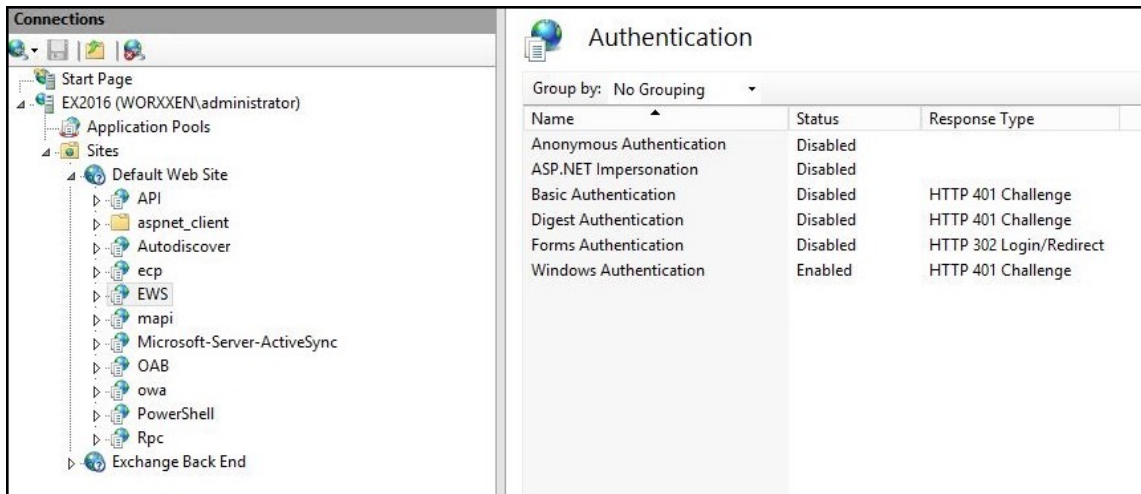 Connections
Start Page
EX2016 (WORXXEN\administrator)
Application Pools
Sites
Default Web Site
API
aspnet_client
Autodiscover
ecp
EWS
mapi
Microsoft-Server-ActiveSync
OAB
owa
PowerShell
Rpc
Exchange Back End
Authentication
Group by: No Grouping
Name Status Response Type
Anonymous Authentication Disabled
ASP.NET Impersonation Disabled
Basic Authentication Disabled HTTP 401 Challenge
Digest Authentication Disabled HTTP 401 Challenge
Forms Authentication Disabled HTTP 302 Login/Redirect
Windows Authentication Enabled HTTP 401 Challenge